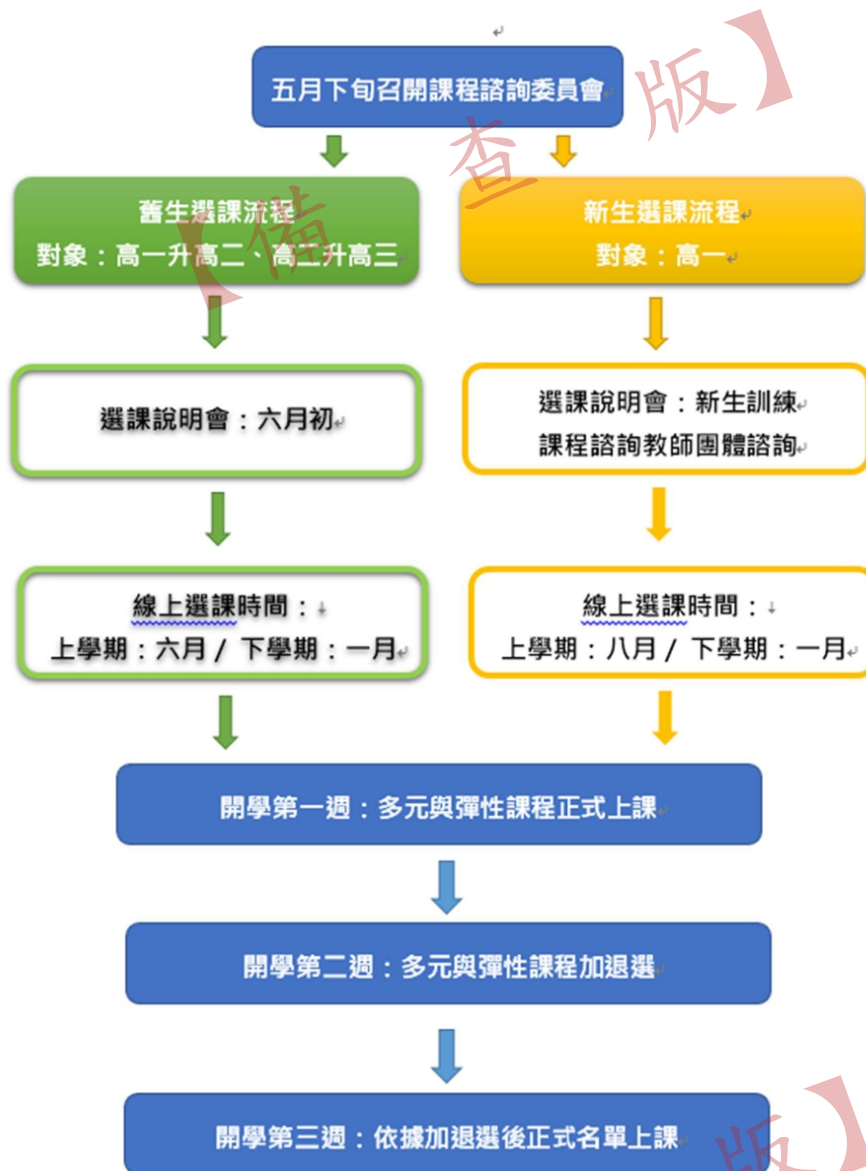 五月下旬召開課程諮詢委員會
舊生選課流程
對象：高一升高二、高二升高三
新生選課流程
對象：高一
選課說明會：六月初
選課說明會：新生訓練
課程諮詢教師團體諮詢
線上選課時間：
上學期：六月 / 下學期：一月
線上選課時間：
上學期：八月 / 下學期：一月
開學第一週：多元與彈性課程正式上課
開學第二週：多元與彈性課程加退選
開學第三週：依據加退選後正式名單上課
【備查版】
版】